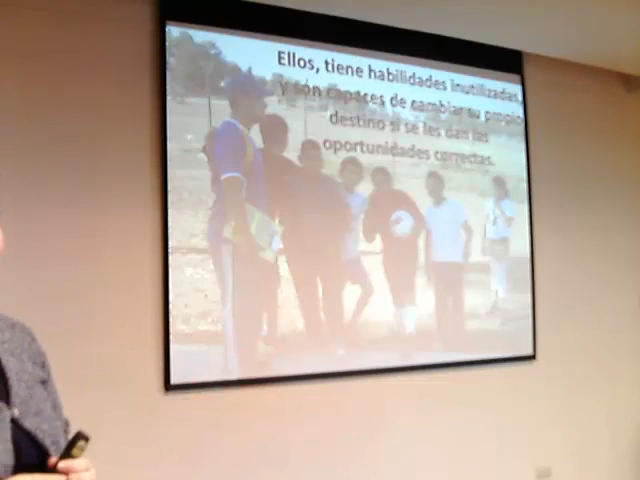 Ellos, tiene habilidades inutilizadas,
y son capaces de cambiar su propio
destino si se les dan las
oportunidades correctas.